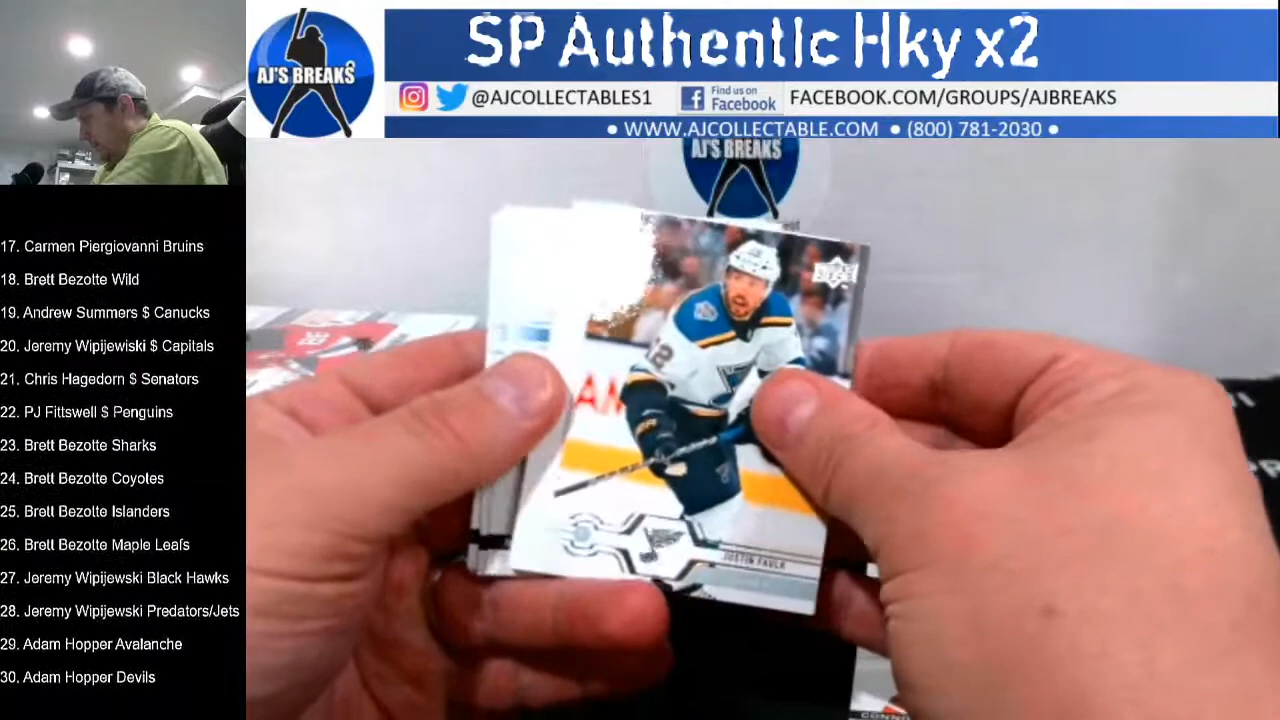 SP Authentic Hky x2
AJ'S BREAKS
@AJCOLLECTABLES1
Find us on
Facebook
FACEBOOK.COM/GROUPS/AJBREAKS
• WWW.AJCOLLECTABLE.COM • (800) 781-2030 •
AJ'S BREAKS
17. Carmen Piergiovanni Bruins
18. Brett Bezotte Wild
19. Andrew Summers $ Canucks
20. Jeremy Wipijewiski $ Capitals
21. Chris Hagedorn $ Senators
22. PJ Fittswell $ Penguins
23. Brett Bezotte Sharks
24. Brett Bezotte Coyotes
25. Brett Bezotte Islanders
26. Brett Bezotte Maple Leafs
27. Jeremy Wipijewski Black Hawks
28. Jeremy Wipijewski Predators/Jets
29. Adam Hopper Avalanche
30. Adam Hopper Devils
JUSTIN FAULK